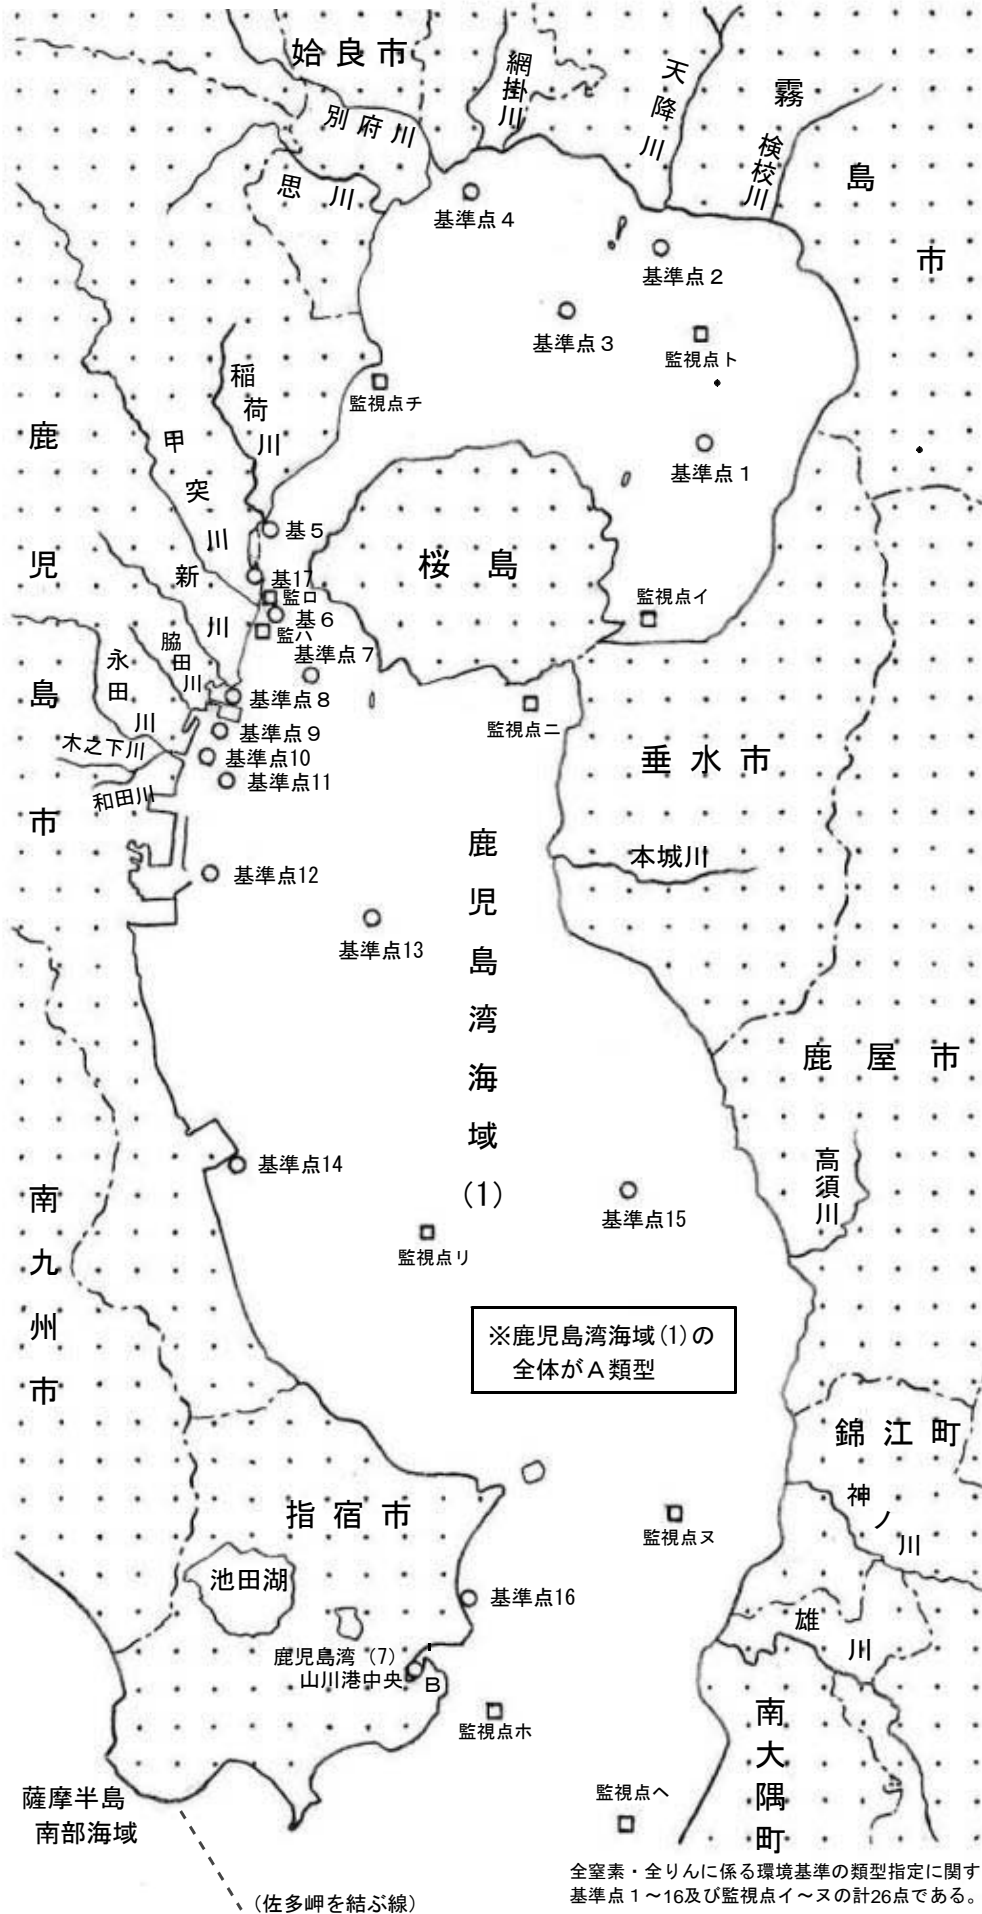 姶良市
別府川
網掛川
天降川
霧島市
検校川
思川
基準点４
基準点２
基準点３
監視点ト
監視点チ
稲荷川
鹿児島市
甲突川
基準点１
基５
桜島
基17
監ロ
基６
監ハ
新川
監視点イ
基準点７
脇田川
永田川
基準点８
監視点ニ
基準点９
木之下川
基準点10
垂水市
基準点11
和田川
鹿児島湾海域(1)
本城川
基準点12
基準点13
鹿屋市
高須川
基準点14
南九州市
基準点15
監視点リ
※鹿児島湾海域(1)の
全体がＡ類型
錦江町
神ノ川
指宿市
監視点ヌ
池田湖
基準点16
雄川
鹿児島湾（7）
山川港中央
B
南大隅町
監視点ホ
監視点ヘ
薩摩半島
南部海域
（佐多岬を結ぶ線）
全窒素・全りんに係る環境基準の類型指定に関す
基準点１～16及び監視点イ～ヌの計26点である。